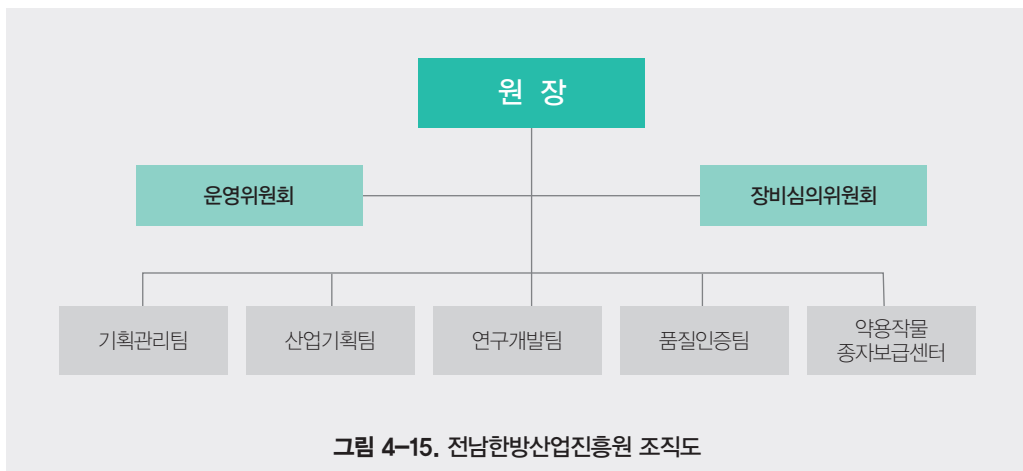 원 장
운영위원회
장비심의위원회
기획관리팀
산업기획팀
연구개발팀
품질인증팀
약용작물
종자보급센터
그림 4-15. 전남한방산업진흥원 조직도